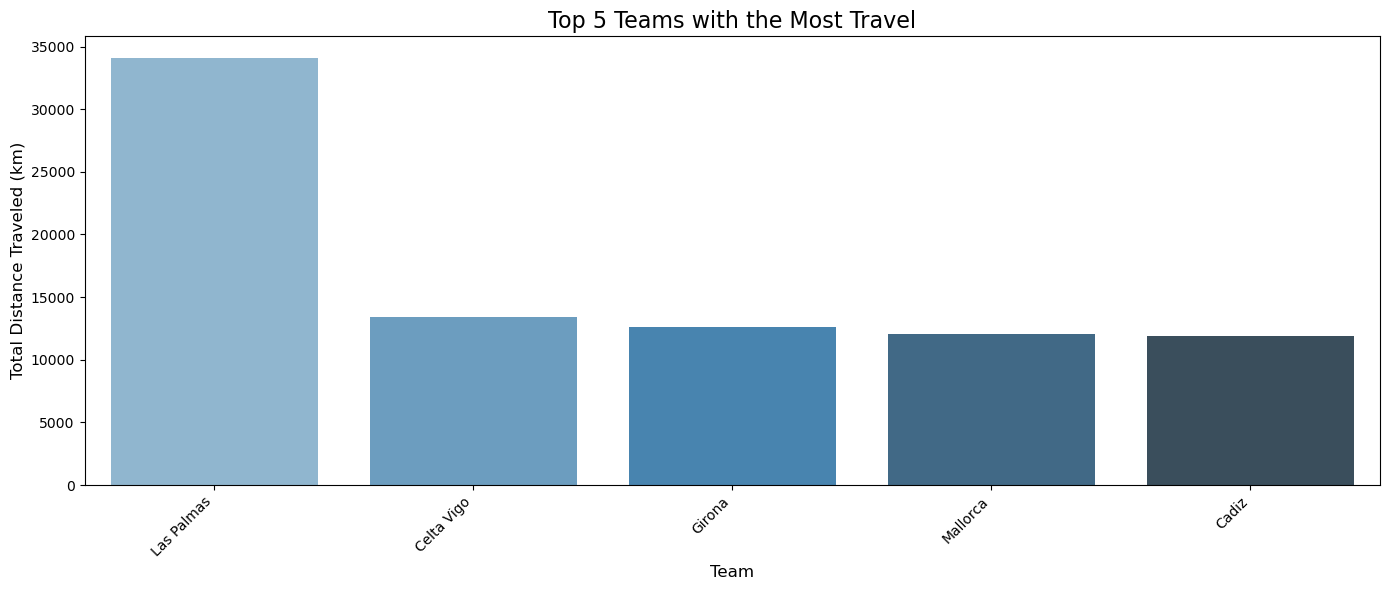 Top 5 Teams with the Most Travel
Total Distance Traveled (km)
35000
30000
25000
20000
15000
10000
5000
0
Las Palmas
Celta Vigo
Girona
Mallorca
Cadiz
Team